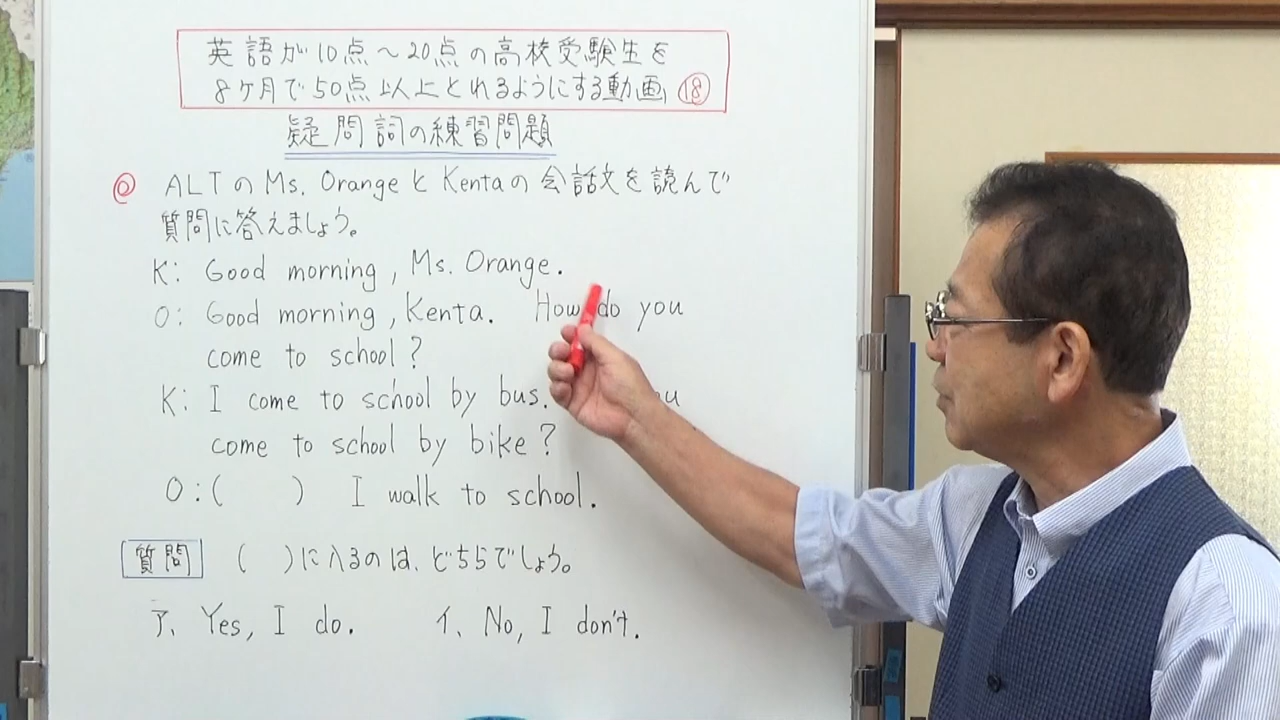 英語が10点～20点の高校受験生を
8ヶ月で50点以上とれるようにする動画⑱
疑問詞の練習問題
◎ ALTのMs. OrangeとKentaの会話文を読んで
質問に答えましょう。
K: Good morning, Ms. Orange.
O: Good morning, Kenta. How do you
come to school?
K: I come to school by bus.
come to school by bike?
O: ( ) I walk to school.
質問 ( )に入るのは、どちらでしょう。
ア、Yes, I do. イ、No, I don't.